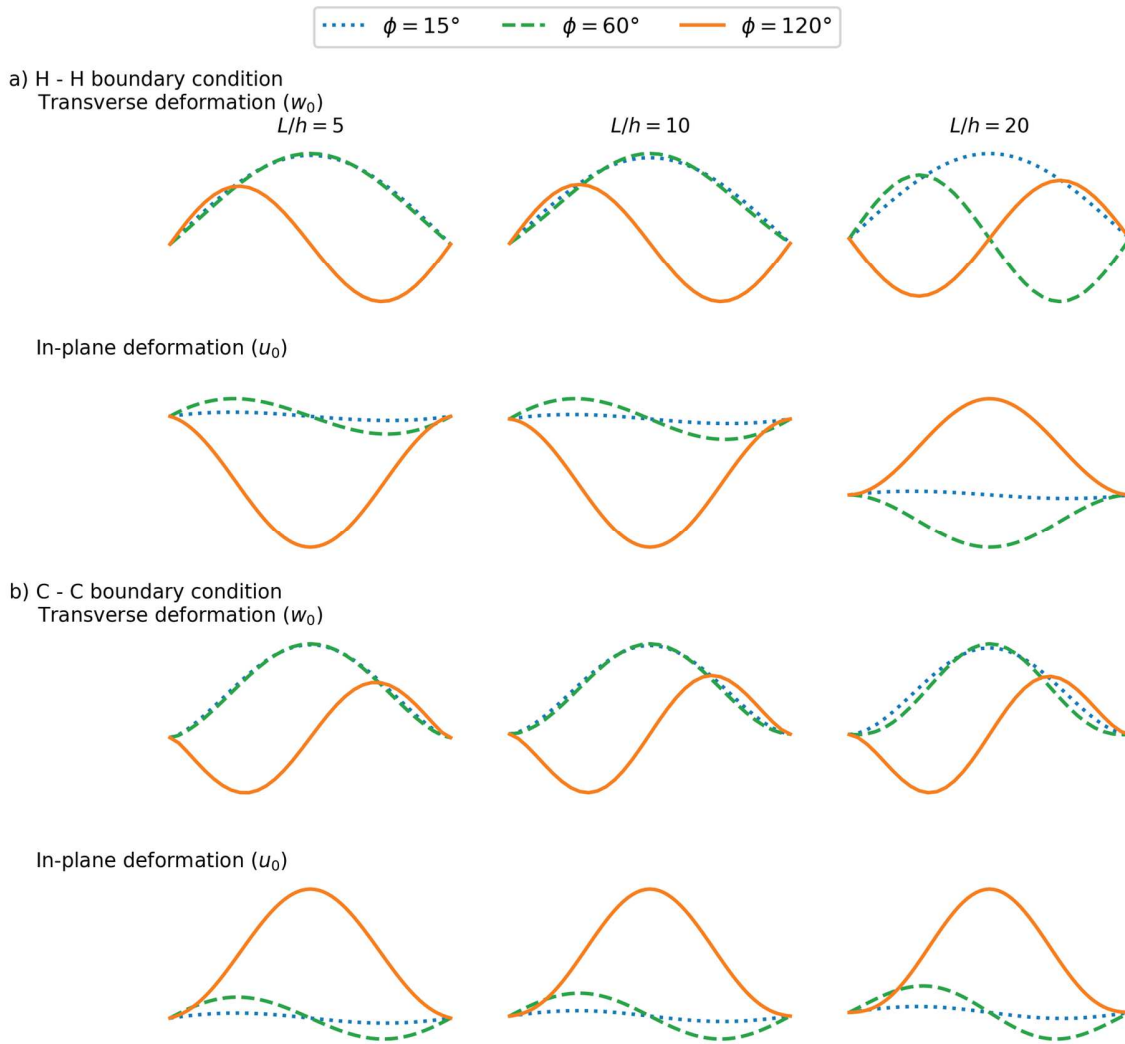 ϕ = 15° ϕ = 60° ϕ = 120°
a) H - H boundary condition
Transverse deformation (w₀)
L/h = 5 L/h = 10 L/h = 20
In-plane deformation (u₀)
b) C - C boundary condition
Transverse deformation (w₀)
In-plane deformation (u₀)